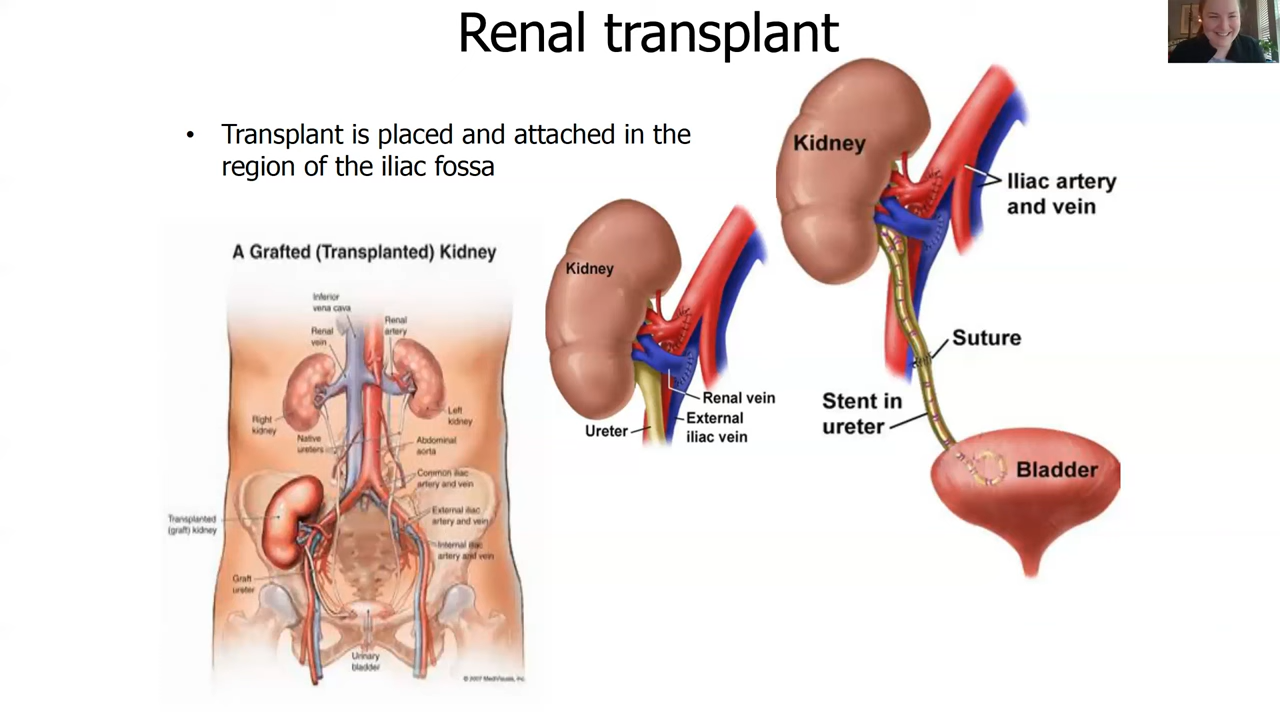 Renal transplant
• Transplant is placed and attached in the
region of the iliac fossa
A Grafted (Transplanted) Kidney
Inferior
vena cava
Renal
vein
Renal
artery
Right
kidney
Left
kidney
Native
ureters
Abdominal
aorta
Common iliac
artery and vein
External iliac
artery and vein
Internal iliac
artery and vein
Transplanted
(graft) kidney
Graft
ureter
Urinary
bladder
© 2007 MediVisuals, Inc.
Kidney
Renal vein
External
iliac vein
Ureter
Kidney
Iliac artery
and vein
Suture
Stent in
ureter
Bladder